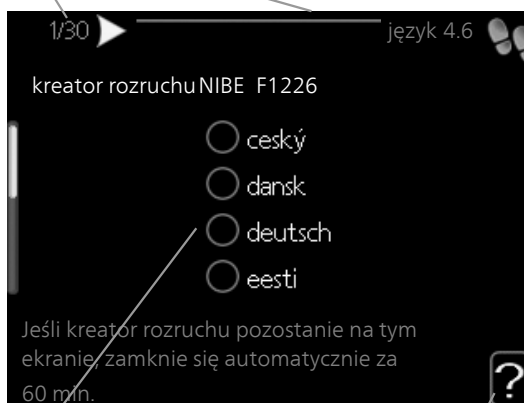 1/30 język 4.6
kreator rozruchu NIBE F1226
ceský
dansk
deutsch
eesti
Jeśli kreator rozruchu pozostanie na tym
ekranie, zamknie się automatycznie za
60 min.
?